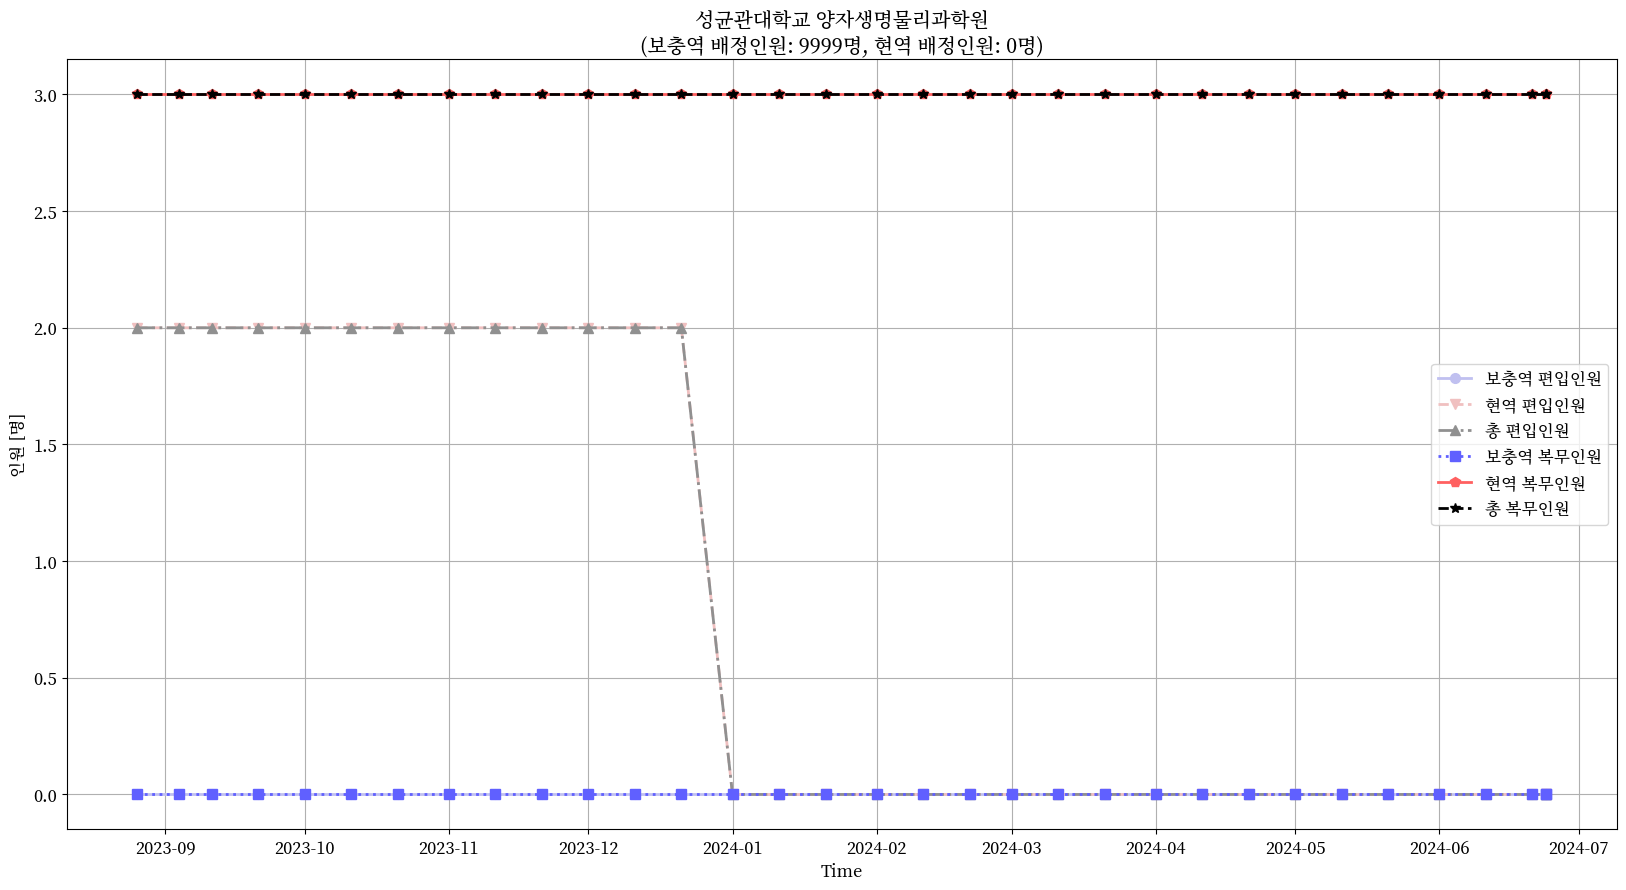 성균관대학교 양자생명물리과학원
(보충역 배정인원: 9999명, 현역 배정인원: 0명)
인원 [명]
3.0
2.5
2.0
1.5
1.0
0.5
0.0
보충역 편입인원
현역 편입인원
총 편입인원
보충역 복무인원
현역 복무인원
총 복무인원
2023-09 2023-10 2023-11 2023-12 2024-01 2024-02 2024-03 2024-04 2024-05 2024-06 2024-07
Time